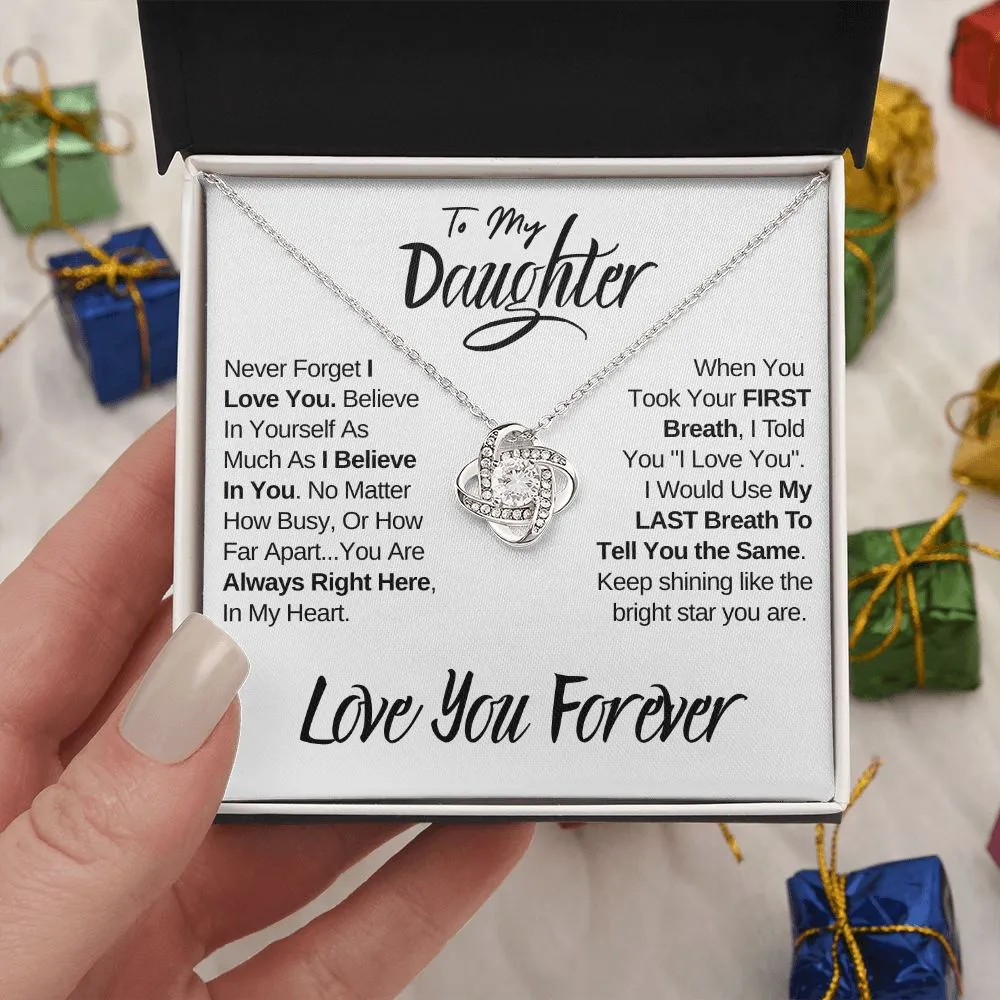 To My
Daughter
Never Forget I
Love You. Believe
In Yourself As
Much As I Believe
In You. No Matter
How Busy, Or How
Far Apart...You Are
Always Right Here,
In My Heart.
When You
Took Your FIRST
Breath, I Told
You "I Love You".
I Would Use My
LAST Breath To
Tell You the Same.
Keep shining like the
bright star you are.
Love You Forever